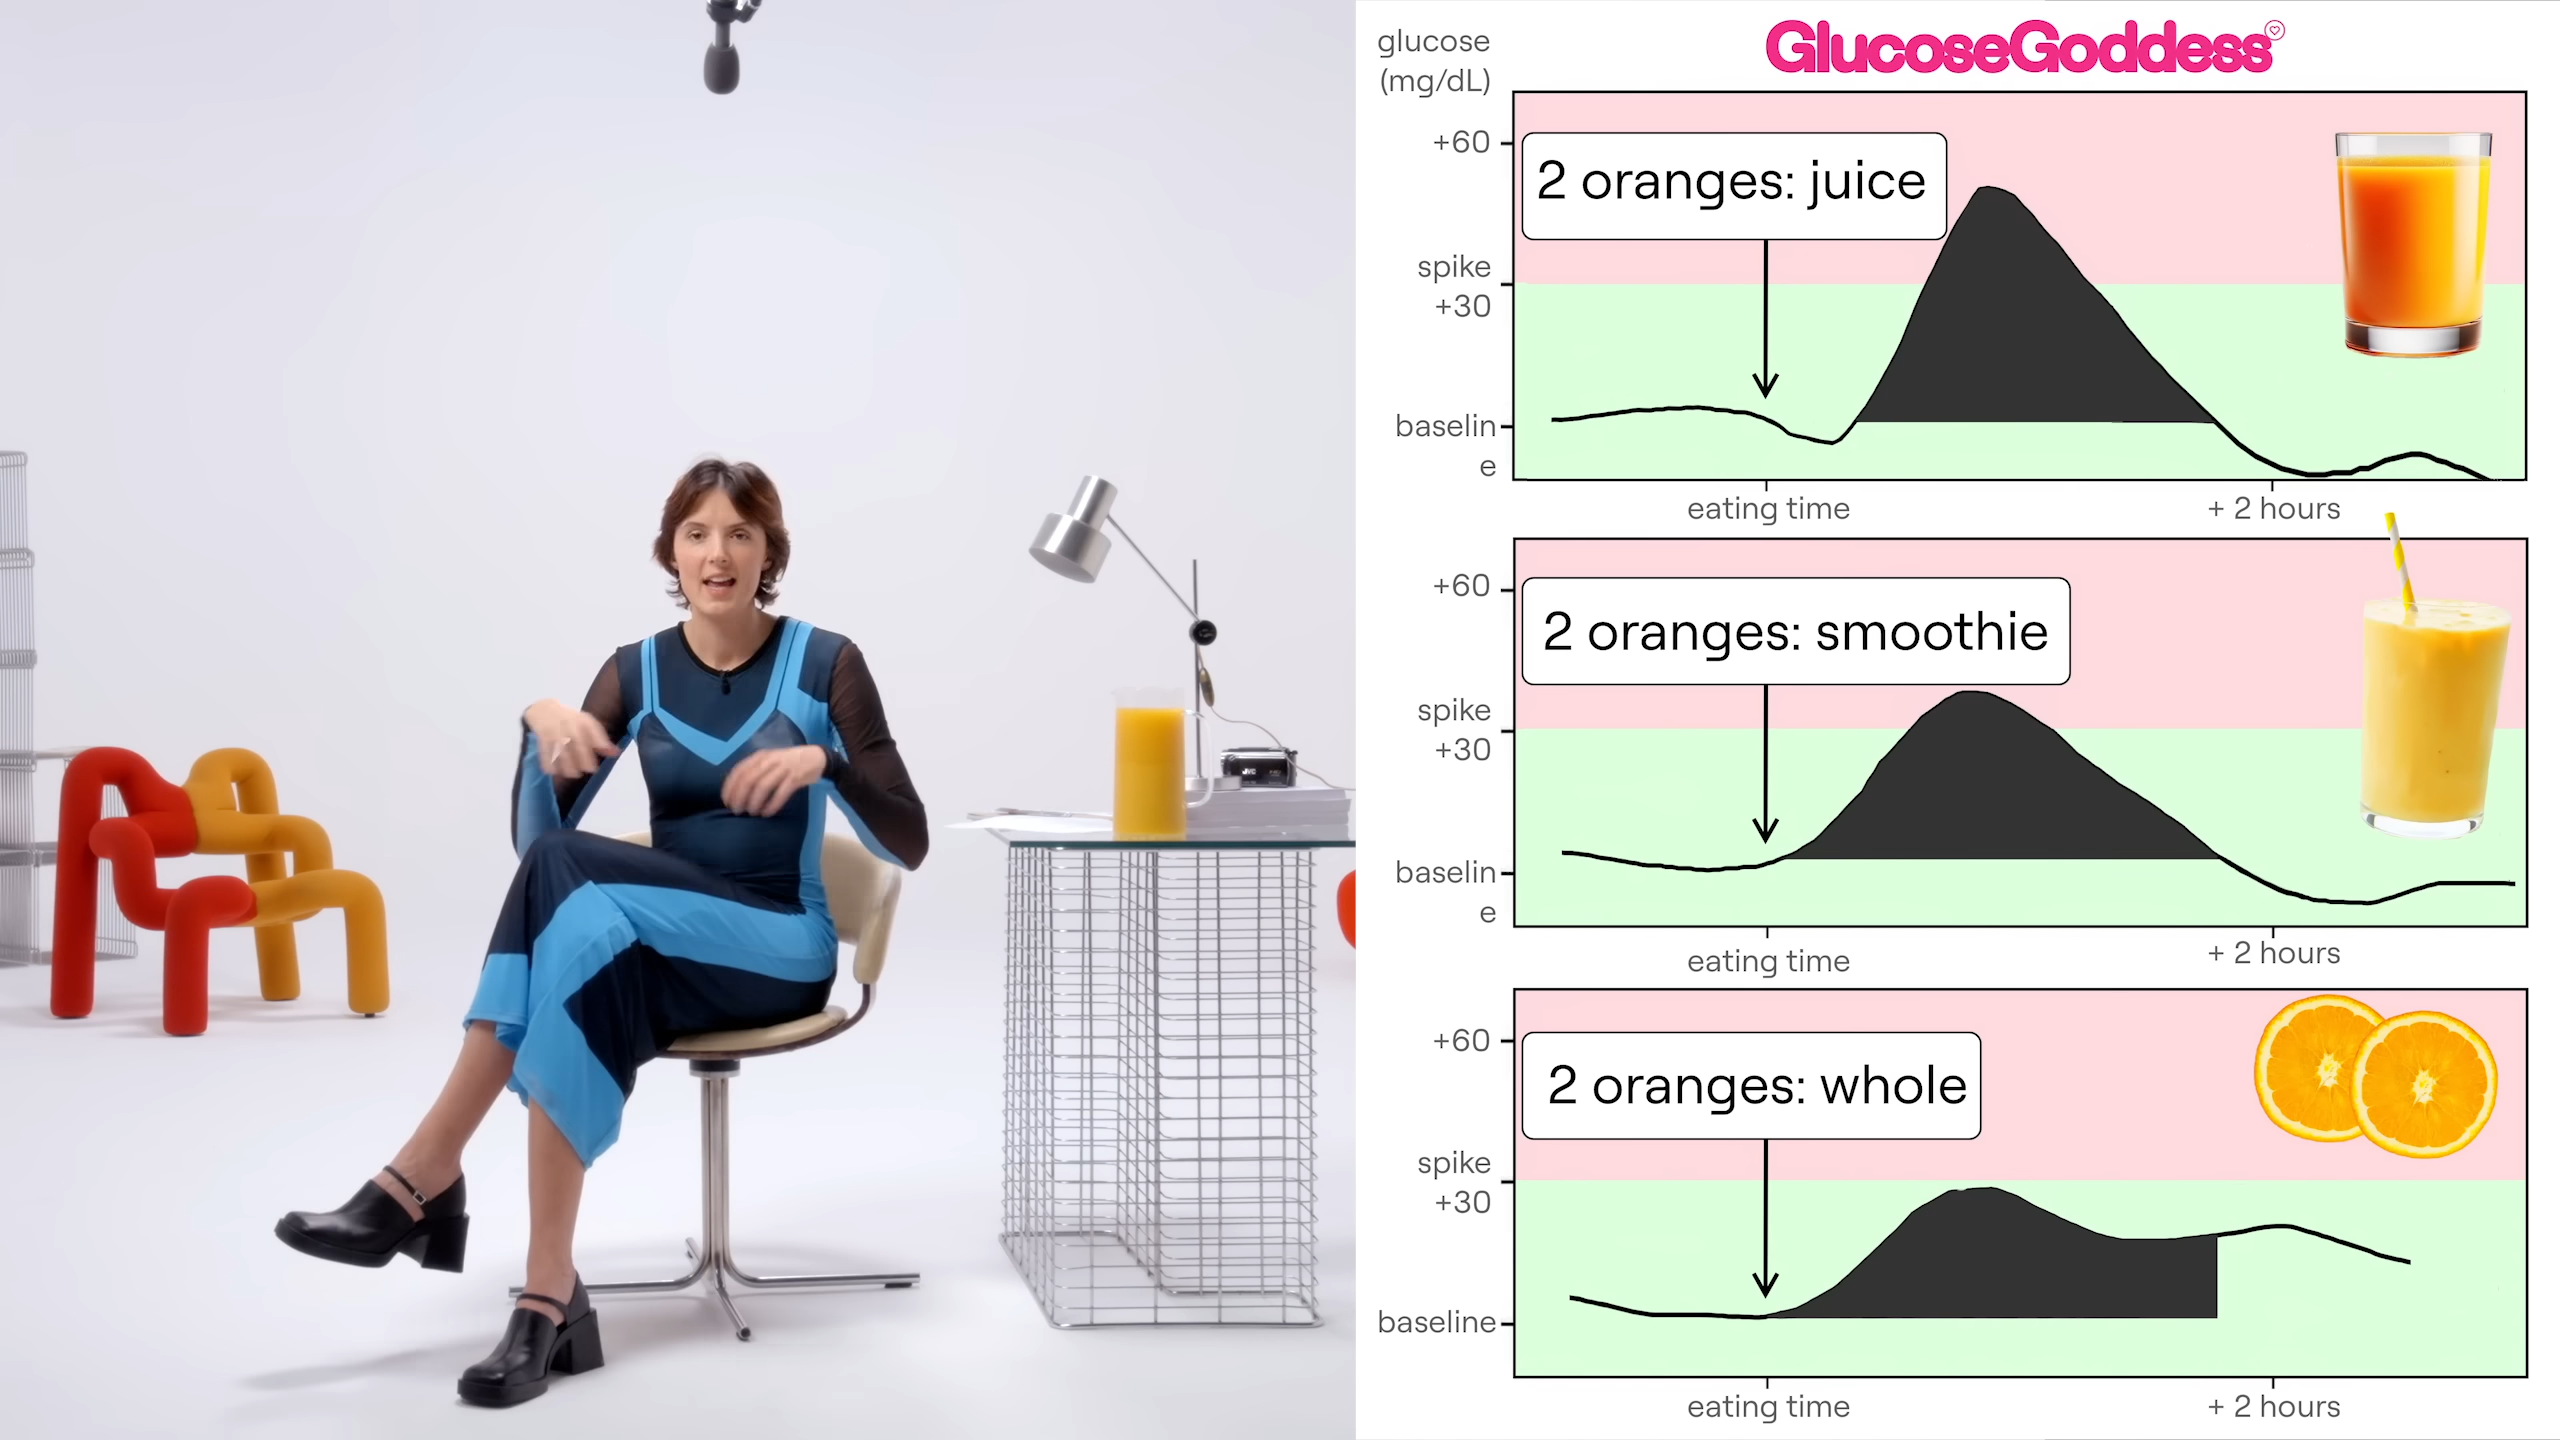 GlucoseGoddess
glucose
(mg/dL)
+60
2 oranges: juice
spike
+30
baselin
e
eating time
+ 2 hours
+60
2 oranges: smoothie
spike
+30
baselin
e
eating time
+ 2 hours
+60
2 oranges: whole
spike
+30
baseline
eating time
+ 2 hours
JVC